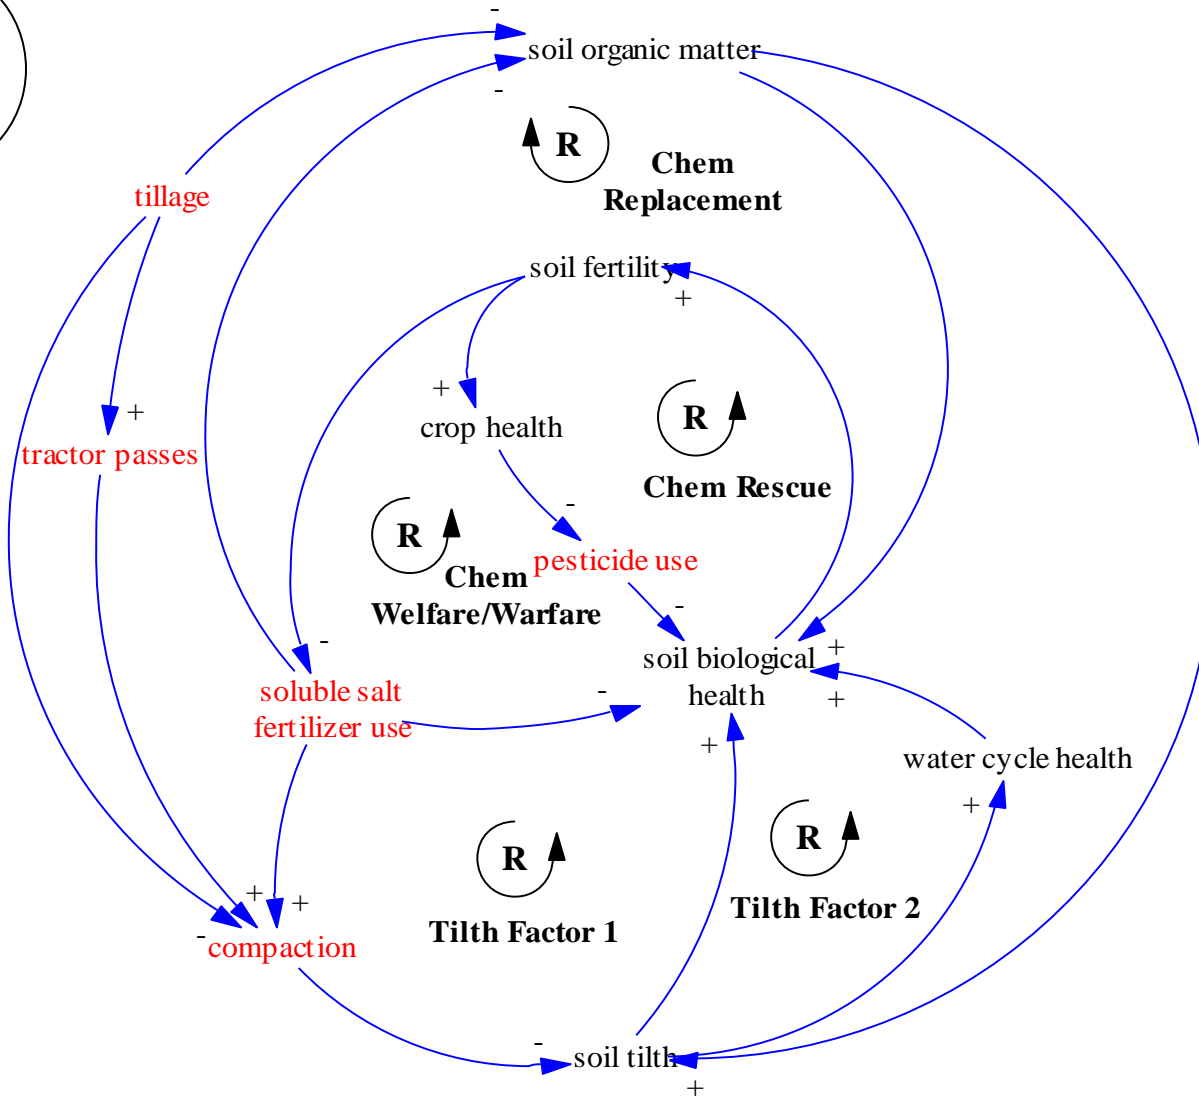 -
soil organic matter
-
R
Chem
Replacement
tillage
soil fertility
+
+
+
crop health
R
tractor passes
Chem Rescue
-
R
pesticide use
Chem
Welfare/Warfare
-
-
soil biological
health
+
+
soluble salt
fertilizer use
-
+
water cycle health
+
R
R
Tilth Factor 1
Tilth Factor 2
+
+
-
compaction
-
soil tilth
+